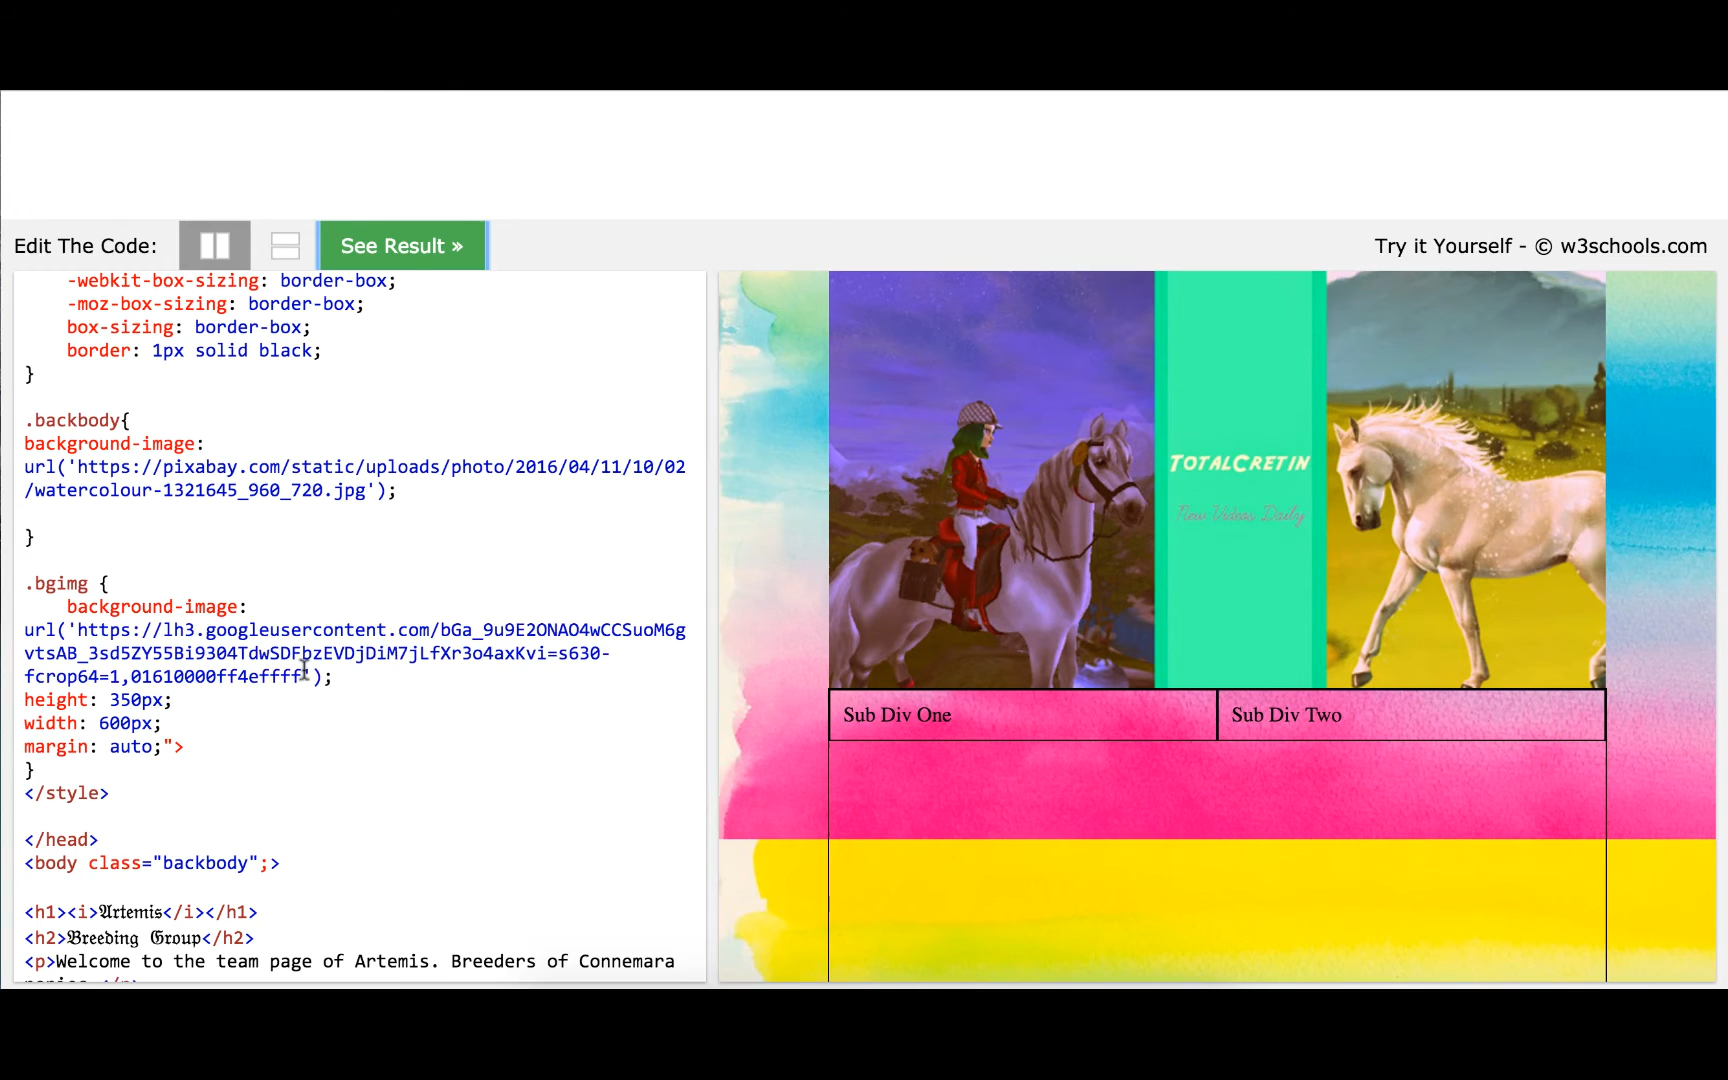 Edit The Code:
See Result »
Try it Yourself - © w3schools.com
-webkit-box-sizing: border-box;
-moz-box-sizing: border-box;
box-sizing: border-box;
border: 1px solid black;
}
.backbody{
background-image:
url('https://pixabay.com/static/uploads/photo/2016/04/11/10/02
/watercolour-1321645_960_720.jpg');
}
.bgimg {
background-image:
url('https://lh3.googleusercontent.com/bGa_9u9E2ONAO4wCCSuoM6g
vtsAB_3sd5ZY55Bi9304TdwSDFbzEVDjDiM7jLfXr3o4axKvi=s630-
fcrop64=1,01610000ff4effff');
height: 350px;
width: 600px;
margin: auto;">
}
</style>
</head>
<body class="backbody";>
<h1><i>𝔄rtemis</i></h1>
<h2>𝔅reeding 𝔊roup</h2>
<p>Welcome to the team page of Artemis. Breeders of Connemara
TotalCretin
New Videos Daily
Sub Div One
Sub Div Two